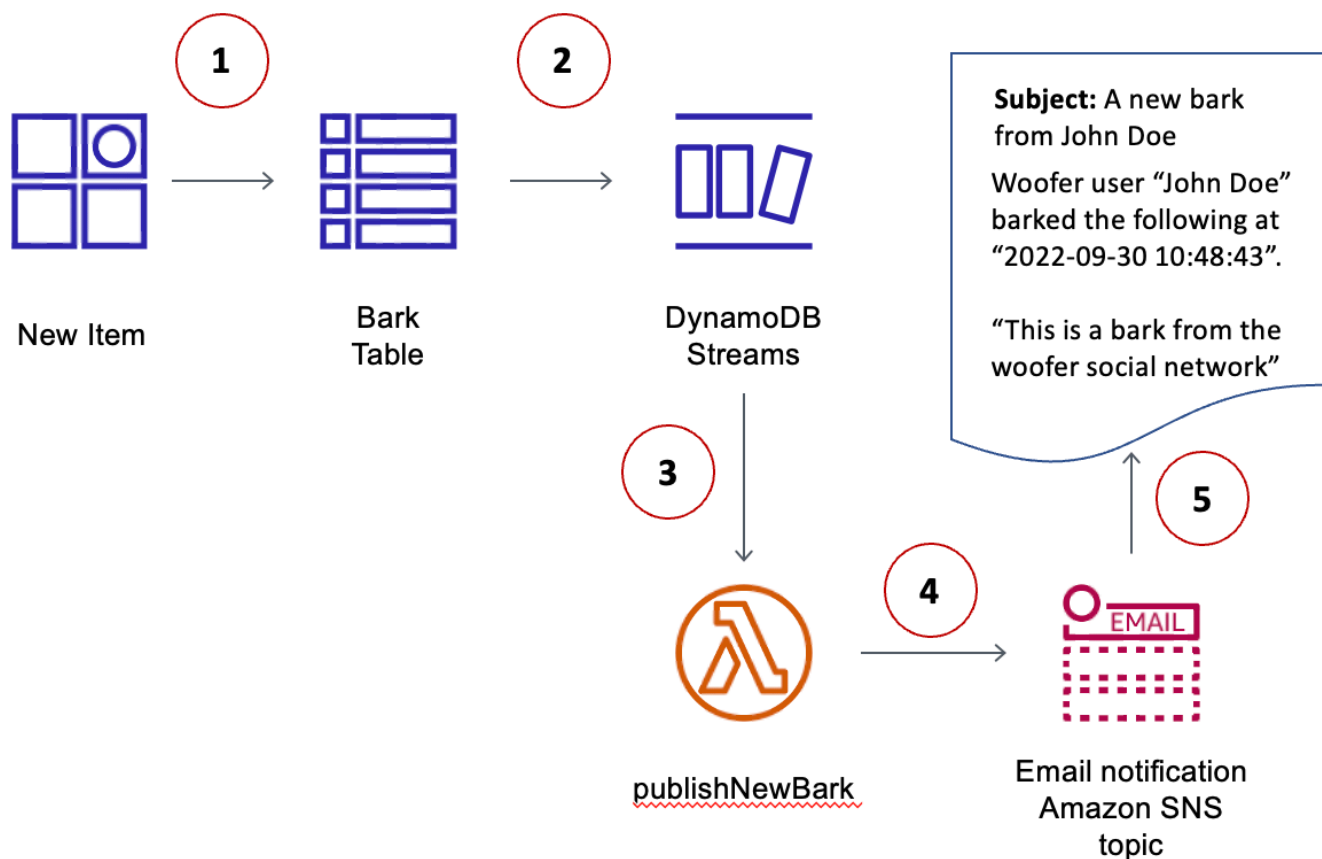 1
2
New Item
Bark
Table
DynamoDB
Streams
Subject: A new bark
from John Doe
Woofer user “John Doe”
barked the following at
“2022-09-30 10:48:43”.
“This is a bark from the
woofer social network”
3
4
5
publishNewBark
EMAIL
Email notification
Amazon SNS
topic